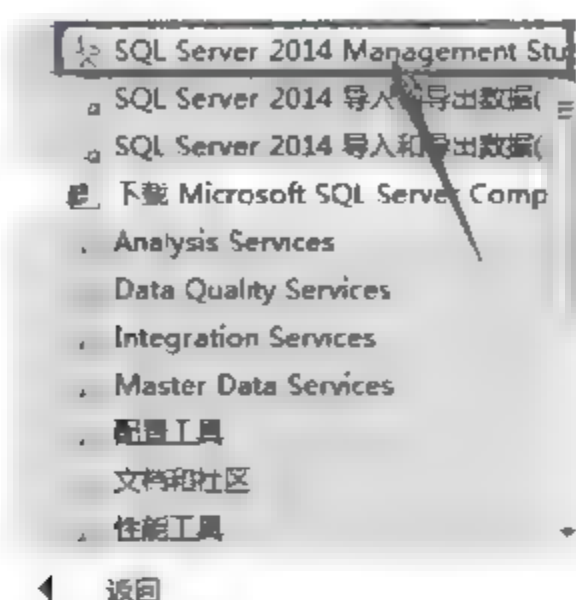 SQL Server 2014 Management Stu
SQL Server 2014 导入和导出数据(
SQL Server 2014 导入和导出数据(
下载 Microsoft SQL Server Comp
Analysis Services
Data Quality Services
Integration Services
Master Data Services
配置工具
文档和社区
性能工具
返回